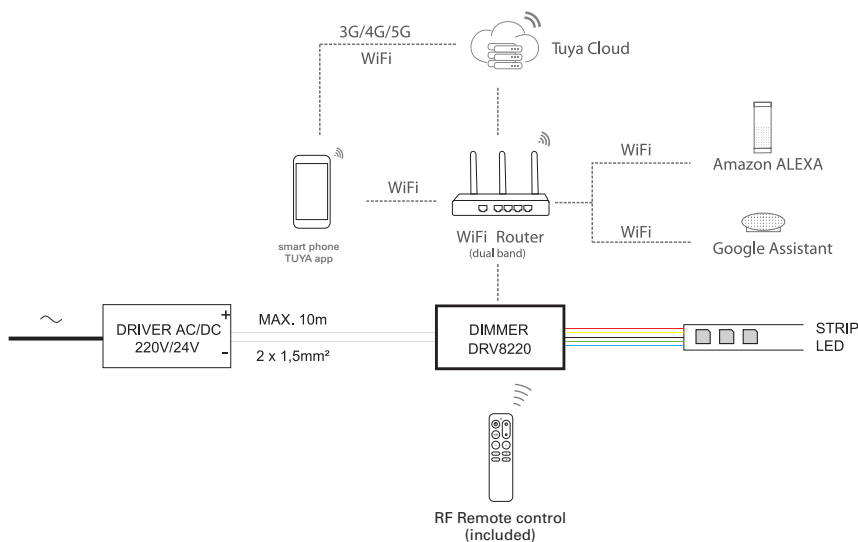 3G/4G/5G
WiFi
Tuya Cloud
WiFi
Amazon ALEXA
WiFi
WiFi
Google Assistant
smart phone
TUYA app
WiFi Router
(dual band)
~
DRIVER AC/DC
220V/24V
+
-
MAX. 10m
2 x 1,5mm²
DIMMER
DRV8220
STRIP
LED
RF Remote control
(included)